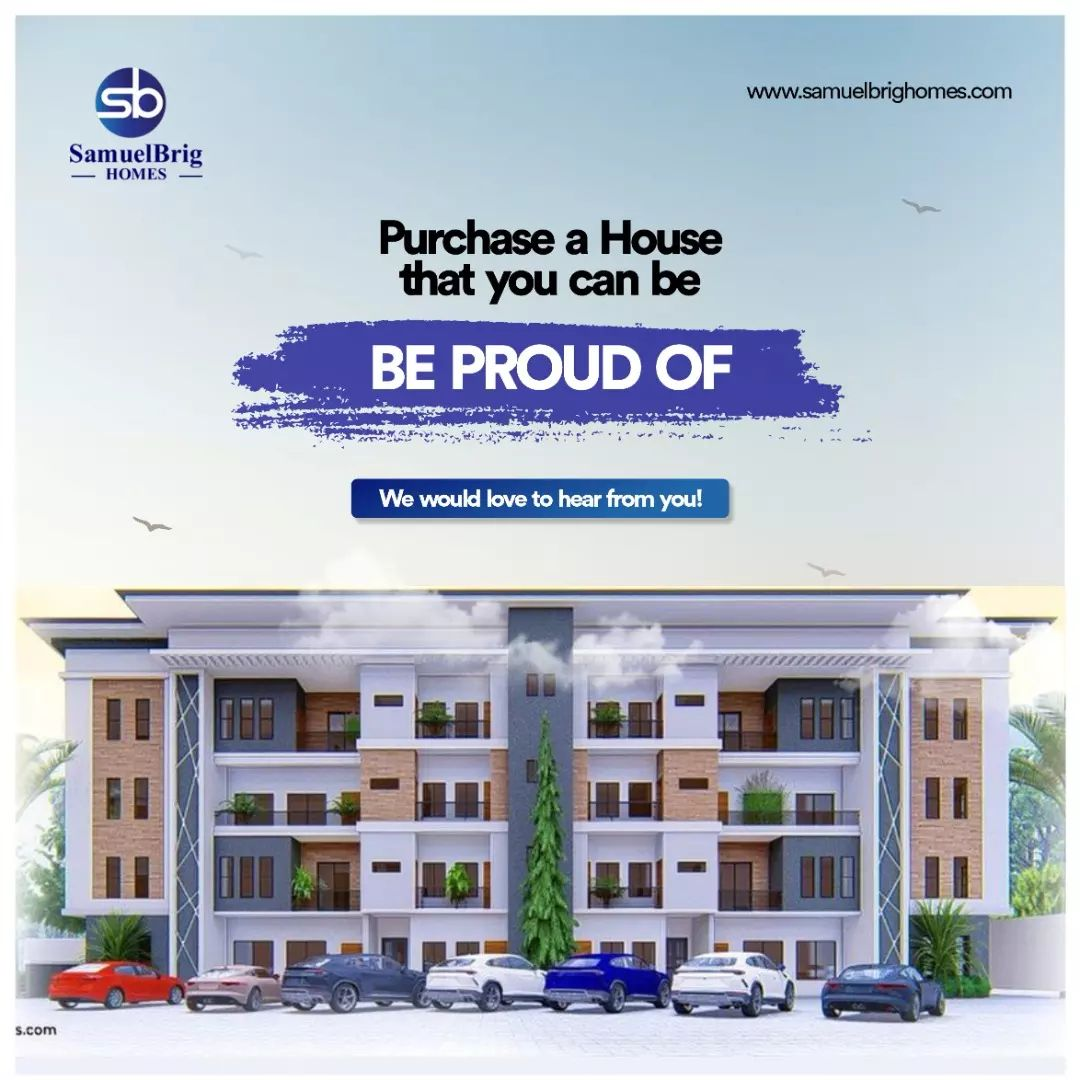 sb
SamuelBrig
HOMES
www.samuelbrighomes.com
Purchase a House
that you can be
BE PROUD OF
We would love to hear from you!
s.com